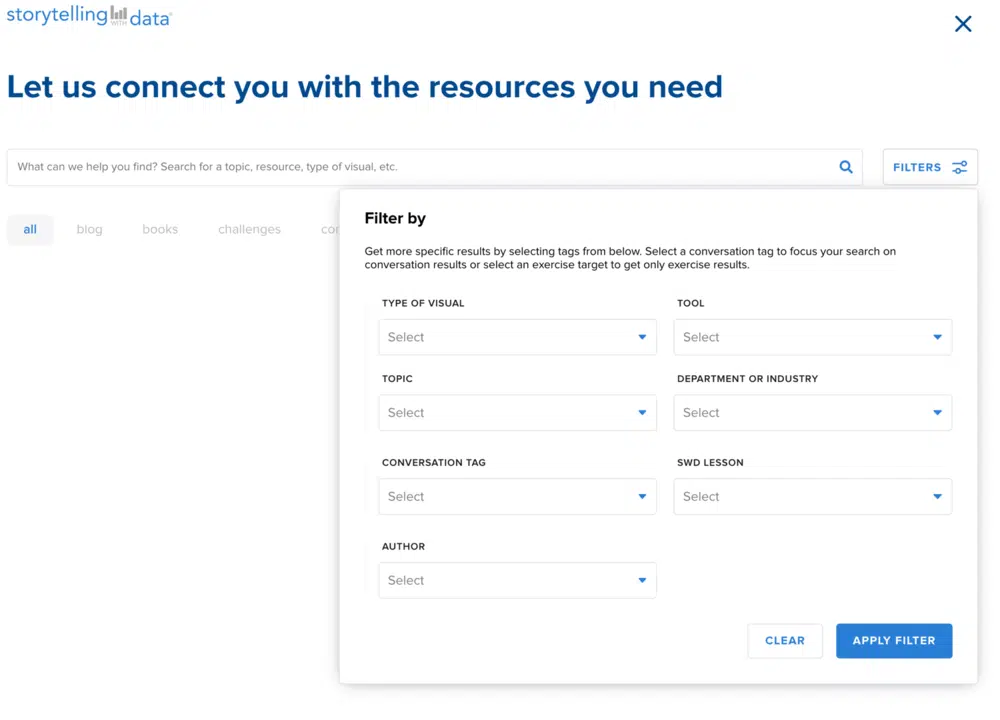 storytelling WITH data®
Let us connect you with the resources you need
What can we help you find? Search for a topic, resource, type of visual, etc.
FILTERS
all blog books challenges cor
Filter by
Get more specific results by selecting tags from below. Select a conversation tag to focus your search on
conversation results or select an exercise target to get only exercise results.
TYPE OF VISUAL TOOL
Select Select
TOPIC DEPARTMENT OR INDUSTRY
Select Select
CONVERSATION TAG SWD LESSON
Select Select
AUTHOR
Select
CLEAR APPLY FILTER